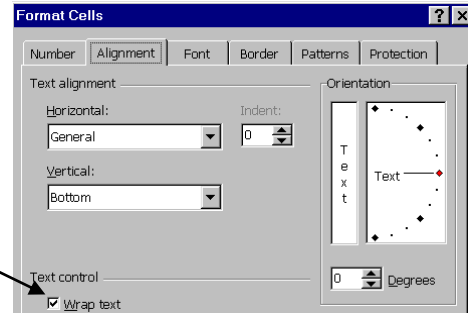 Format Cells
Number Alignment Font Border Patterns Protection
Text alignment
Horizontal:
General
Indent:
0
Vertical:
Bottom
Orientation
Text
Text
0 Degrees
Text control
Wrap text